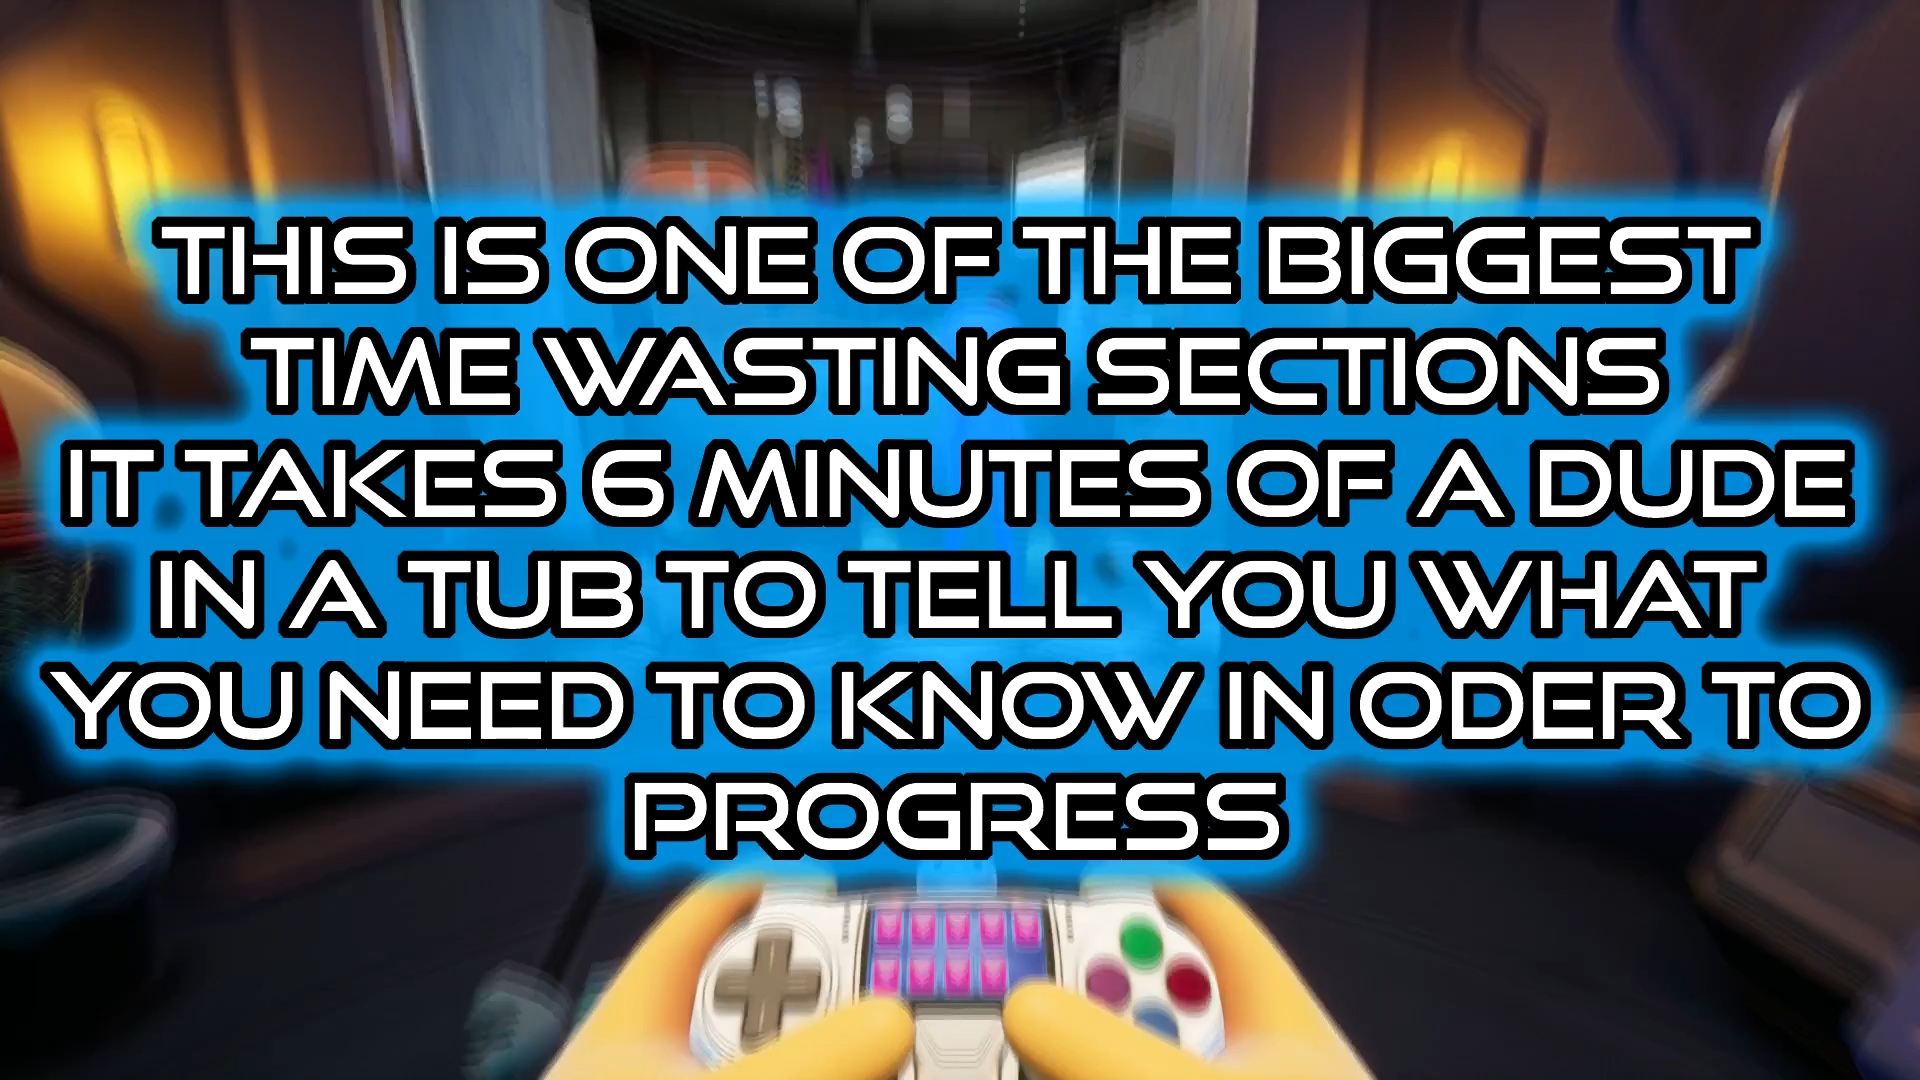 THIS IS ONE OF THE BIGGEST
TIME WASTING SECTIONS
IT TAKES 6 MINUTES OF A DUDE
IN A TUB TO TELL YOU WHAT
YOU NEED TO KNOW IN ODER TO
PROGRESS